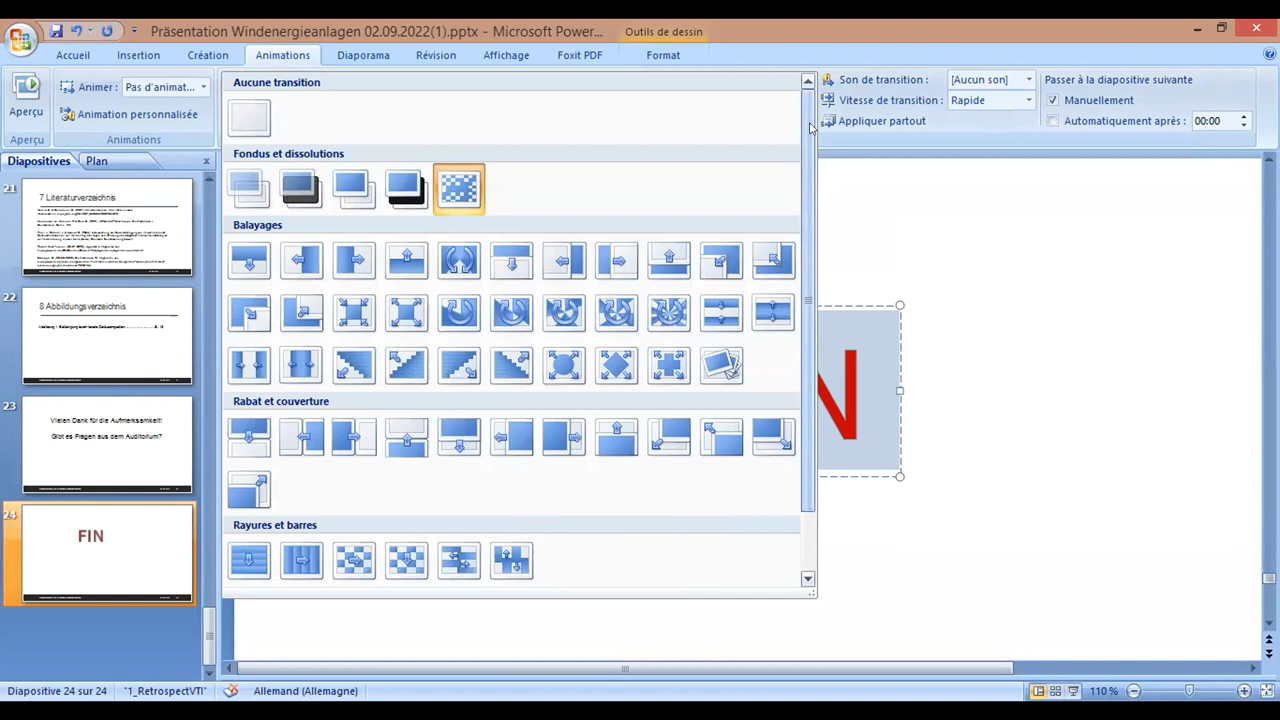 Präsentation Windenergieanlagen 02.09.2022(1).pptx - Microsoft Power...
Outils de dessin
Accueil
Insertion
Création
Animations
Diaporama
Révision
Affichage
Foxit PDF
Format
Aperçu
Animer :
Pas d'animat...
Animation personnalisée
Aperçu
Animations
Son de transition :
[Aucun son]
Vitesse de transition :
Rapide
Appliquer partout
Passer à la diapositive suivante
Manuellement
Automatiquement après :
00:00
Aucune transition
Fondus et dissolutions
Balayages
Rabat et couverture
Rayures et barres
Diapositives
Plan
21
7 Literaturverzeichnis
22
8 Abbildungsverzeichnis
23
Vielen Dank für die Aufmerksamkeit!
Gibt es Fragen aus dem Auditorium?
24
FIN
N
Diapositive 24 sur 24
"1_RetrospectVTI"
Allemand (Allemagne)
110 %